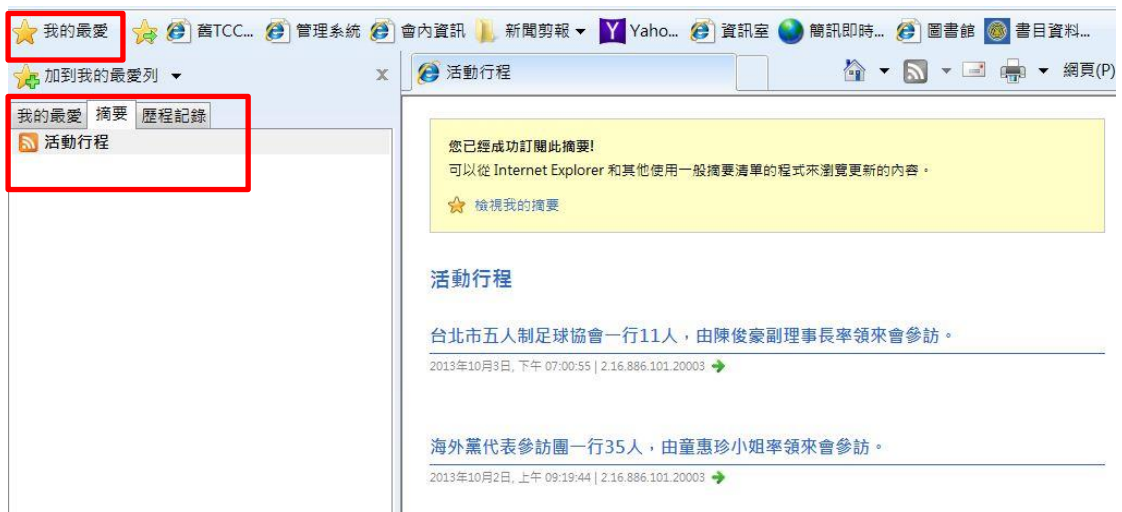 我的最愛 舊TCC... 管理系統 會內資訊 新聞剪報 Yaho... 資訊室 簡訊即時... 圖書館 書目資料...
加到我的最愛列 x 活動行程 網頁(P)
我的最愛 摘要 歷程記錄
活動行程
您已經成功訂閱此摘要!
可以從 Internet Explorer 和其他使用一般摘要清單的程式來瀏覽更新的內容。
檢視我的摘要
活動行程
台北市五人制足球協會一行11人，由陳俊豪副理事長率領來會參訪。
2013年10月3日, 下午 07:00:55 | 2.16.886.101.20003
海外黨代表參訪團一行35人，由童惠珍小姐率領來會參訪。
2013年10月2日, 上午 09:19:44 | 2.16.886.101.20003